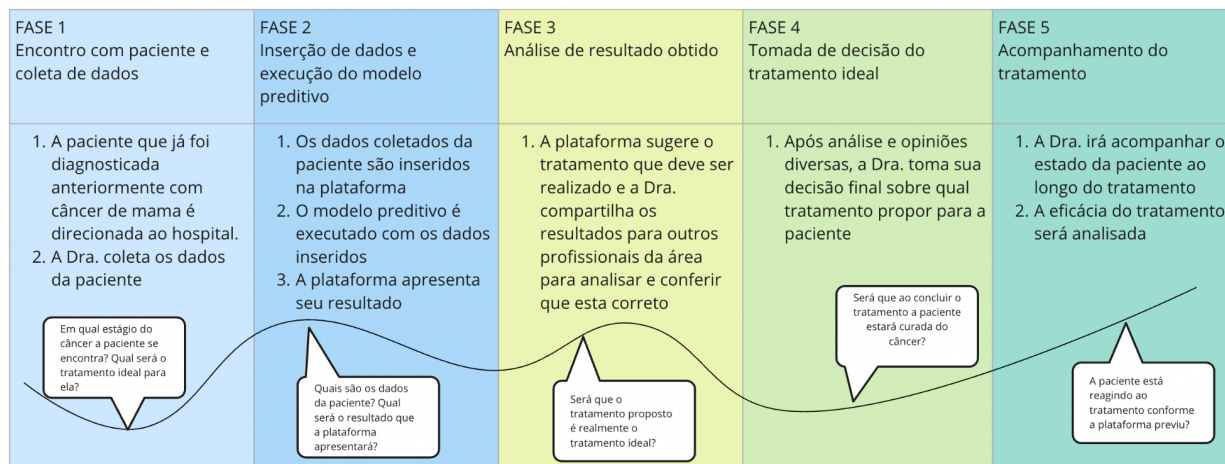 FASE 1
Encontro com paciente e
coleta de dados
FASE 2
Inserção de dados e
execução do modelo
preditivo
FASE 3
Análise de resultado obtido
FASE 4
Tomada de decisão do
tratamento ideal
FASE 5
Acompanhamento do
tratamento
1. A paciente que já foi
diagnosticada
anteriormente com
câncer de mama é
direcionada ao hospital.
2. A Dra. coleta os dados
da paciente
1. Os dados coletados da
paciente são inseridos
na plataforma
2. O modelo preditivo é
executado com os dados
inseridos
3. A plataforma apresenta
seu resultado
1. A plataforma sugere o
tratamento que deve ser
realizado e a Dra.
compartilha os
resultados para outros
profissionais da área
para analisar e conferir
que esta correto
1. Após análise e opiniões
diversas, a Dra. toma sua
decisão final sobre qual
tratamento propor para a
paciente
1. A Dra. irá acompanhar o
estado da paciente ao
longo do tratamento
2. A eficácia do tratamento
será analisada
Em qual estágio do
câncer a paciente se
encontra? Qual será o
tratamento ideal para
ela?
Quais são os dados
da paciente? Qual
será o resultado que
a plataforma
apresentará?
Será que o
tratamento proposto
é realmente o
tratamento ideal?
Será que ao concluir o
tratamento a paciente
estará curada do
câncer?
A paciente está
reagindo ao
tratamento conforme
a plataforma previu?